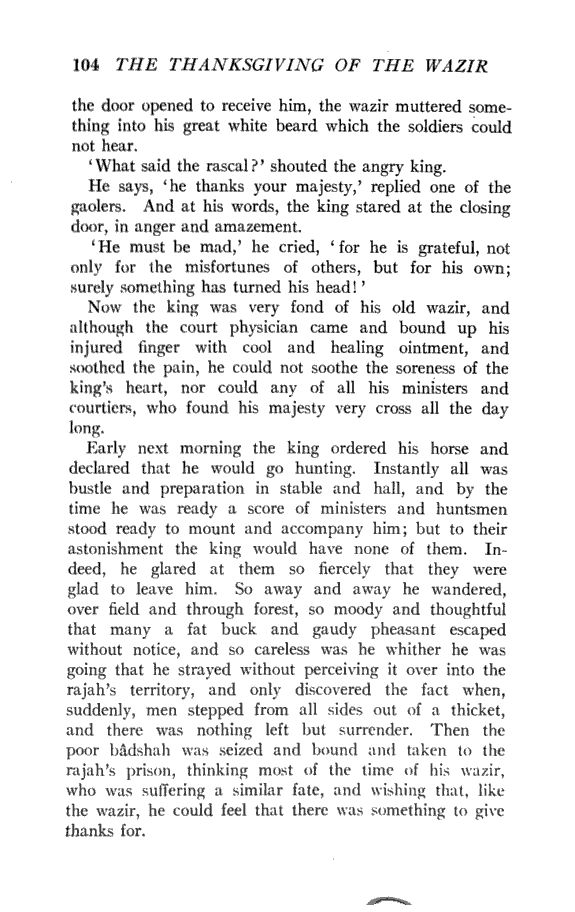 104 THE THANKSGIVING OF THE WAZIR
the door opened to receive him, the wazir muttered some-
thing into his great white beard which the soldiers could
not hear.
'What said the rascal?' shouted the angry king.
He says, 'he thanks your majesty,' replied one of the
gaolers. And at his words, the king stared at the closing
door, in anger and amazement.
'He must be mad,' he cried, 'for he is grateful, not
only for the misfortunes of others, but for his own;
surely something has turned his head!'
Now the king was very fond of his old wazir, and
although the court physician came and bound up his
injured finger with cool and healing ointment, and
soothed the pain, he could not soothe the soreness of the
king's heart, nor could any of all his ministers and
courtiers, who found his majesty very cross all the day
long.
Early next morning the king ordered his horse and
declared that he would go hunting. Instantly all was
bustle and preparation in stable and hall, and by the
time he was ready a score of ministers and huntsmen
stood ready to mount and accompany him; but to their
astonishment the king would have none of them. In-
deed, he glared at them so fiercely that they were
glad to leave him. So away and away he wandered,
over field and through forest, so moody and thoughtful
that many a fat buck and gaudy pheasant escaped
without notice, and so careless was he whither he was
going that he strayed without perceiving it over into the
rajah's territory, and only discovered the fact when,
suddenly, men stepped from all sides out of a thicket,
and there was nothing left but surrender. Then the
poor bâdshah was seized and bound and taken to the
rajah's prison, thinking most of the time of his wazir,
who was suffering a similar fate, and wishing that, like
the wazir, he could feel that there was something to give
thanks for.